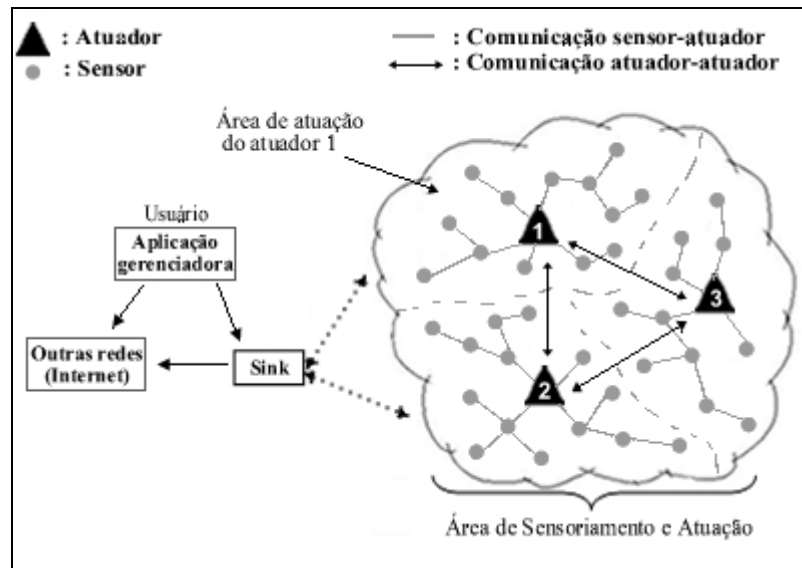 : Atuador
: Sensor
: Comunicação sensor-atuador
: Comunicação atuador-atuador
Área de atuação
do atuador 1
Usuário
Aplicação
gerenciadora
Outras redes
(Internet)
Sink
1
3
2
Área de Sensoriamento e Atuação